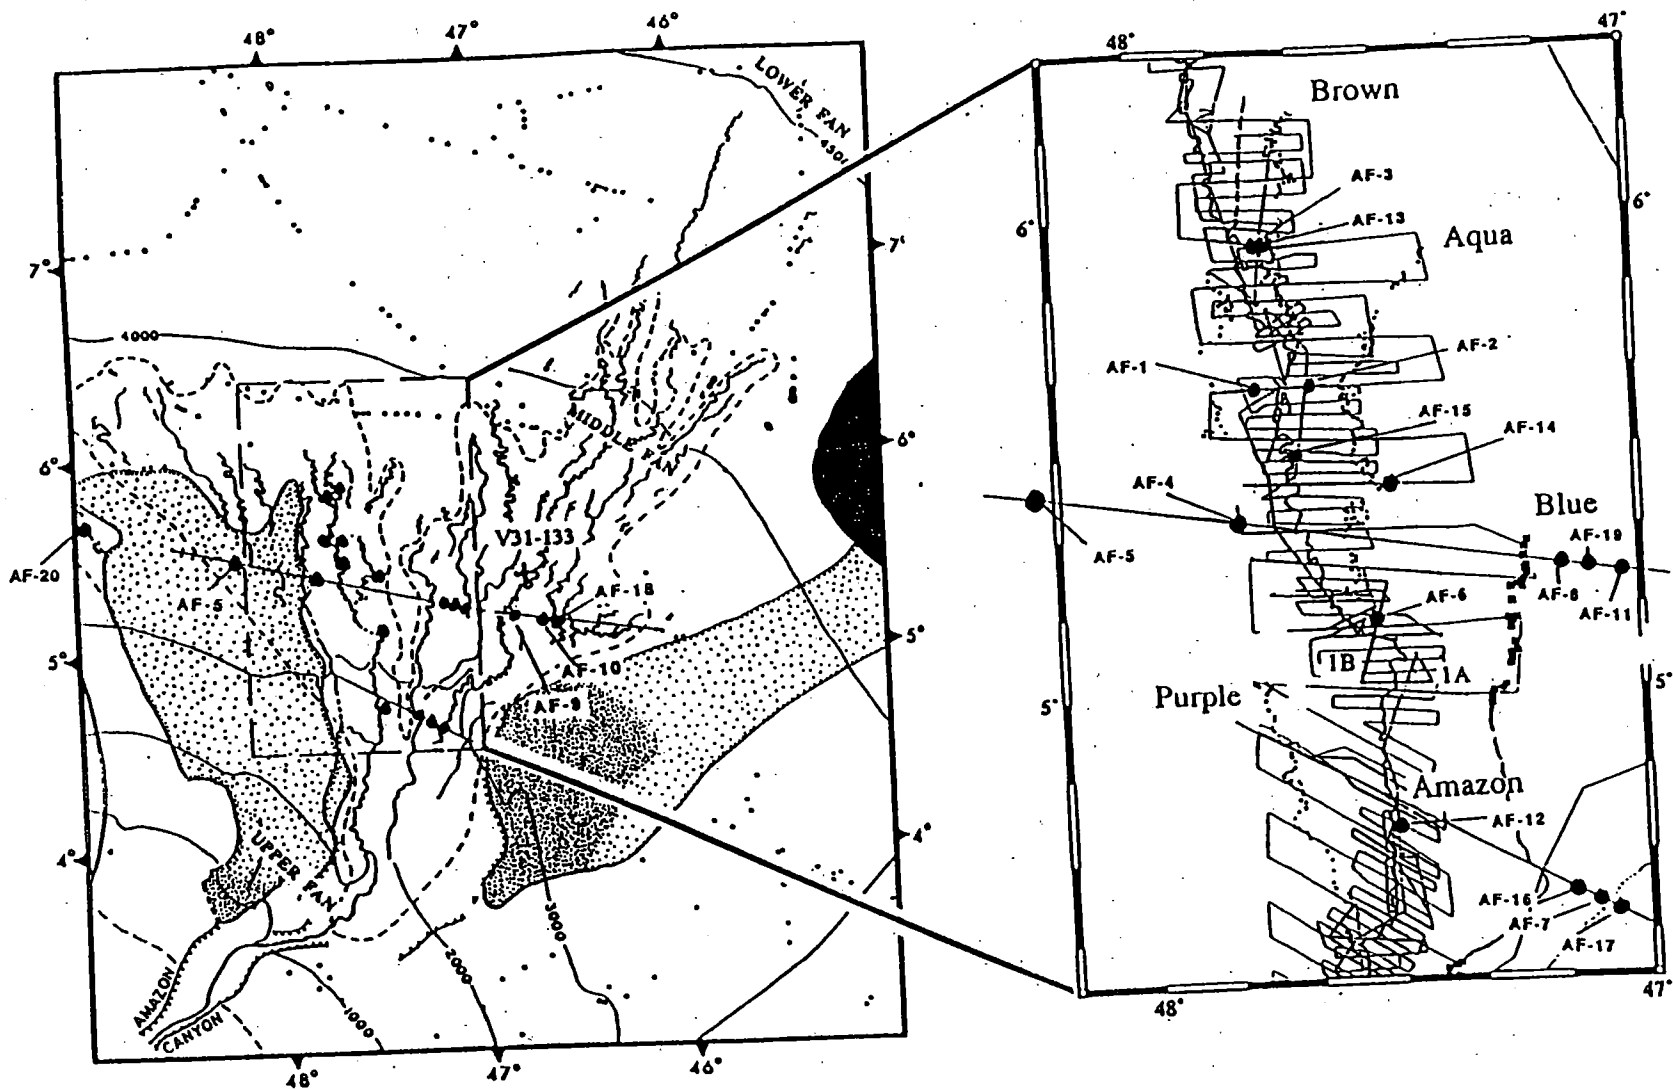 48°
47°
46°
LOWER FAN
7°
7°
4000
MIDDLE FAN
6°
6°
V31-133
AF-20
AF-5
AF-18
5°
5°
AF-10
AF-9
4°
4°
UPPER FAN
3000
2000
1000
AMAZON
CANYON
48°
47°
46°
48°
47°
Brown
AF-3
6°
6°
AF-13
Aqua
AF-2
AF-1
AF-15
AF-14
AF-4
Blue
AF-19
AF-5
AF-8
AF-6
AF-11
1B
1A
5°
5°
Purple
Amazon
AF-12
AF-16
AF-7
AF-17
48°
47°